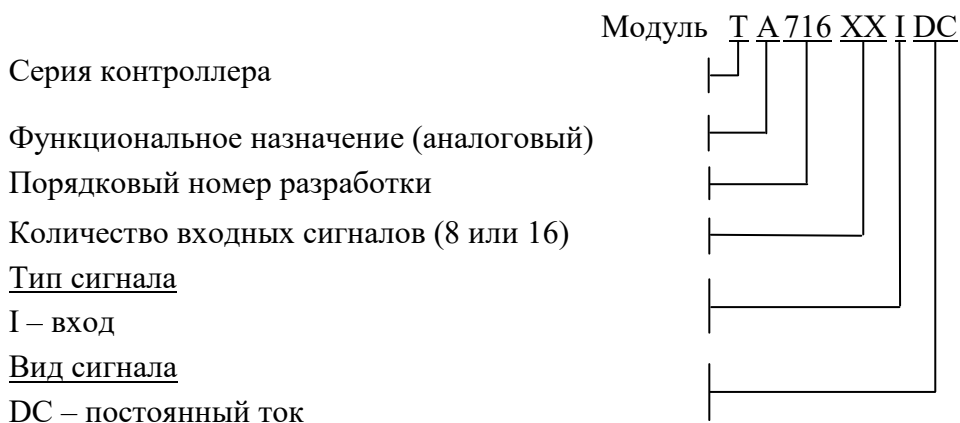 Модуль T A 716 XX I DC
Серия контроллера
Функциональное назначение (аналоговый)
Порядковый номер разработки
Количество входных сигналов (8 или 16)
Тип сигнала
I – вход
Вид сигнала
DC – постоянный ток